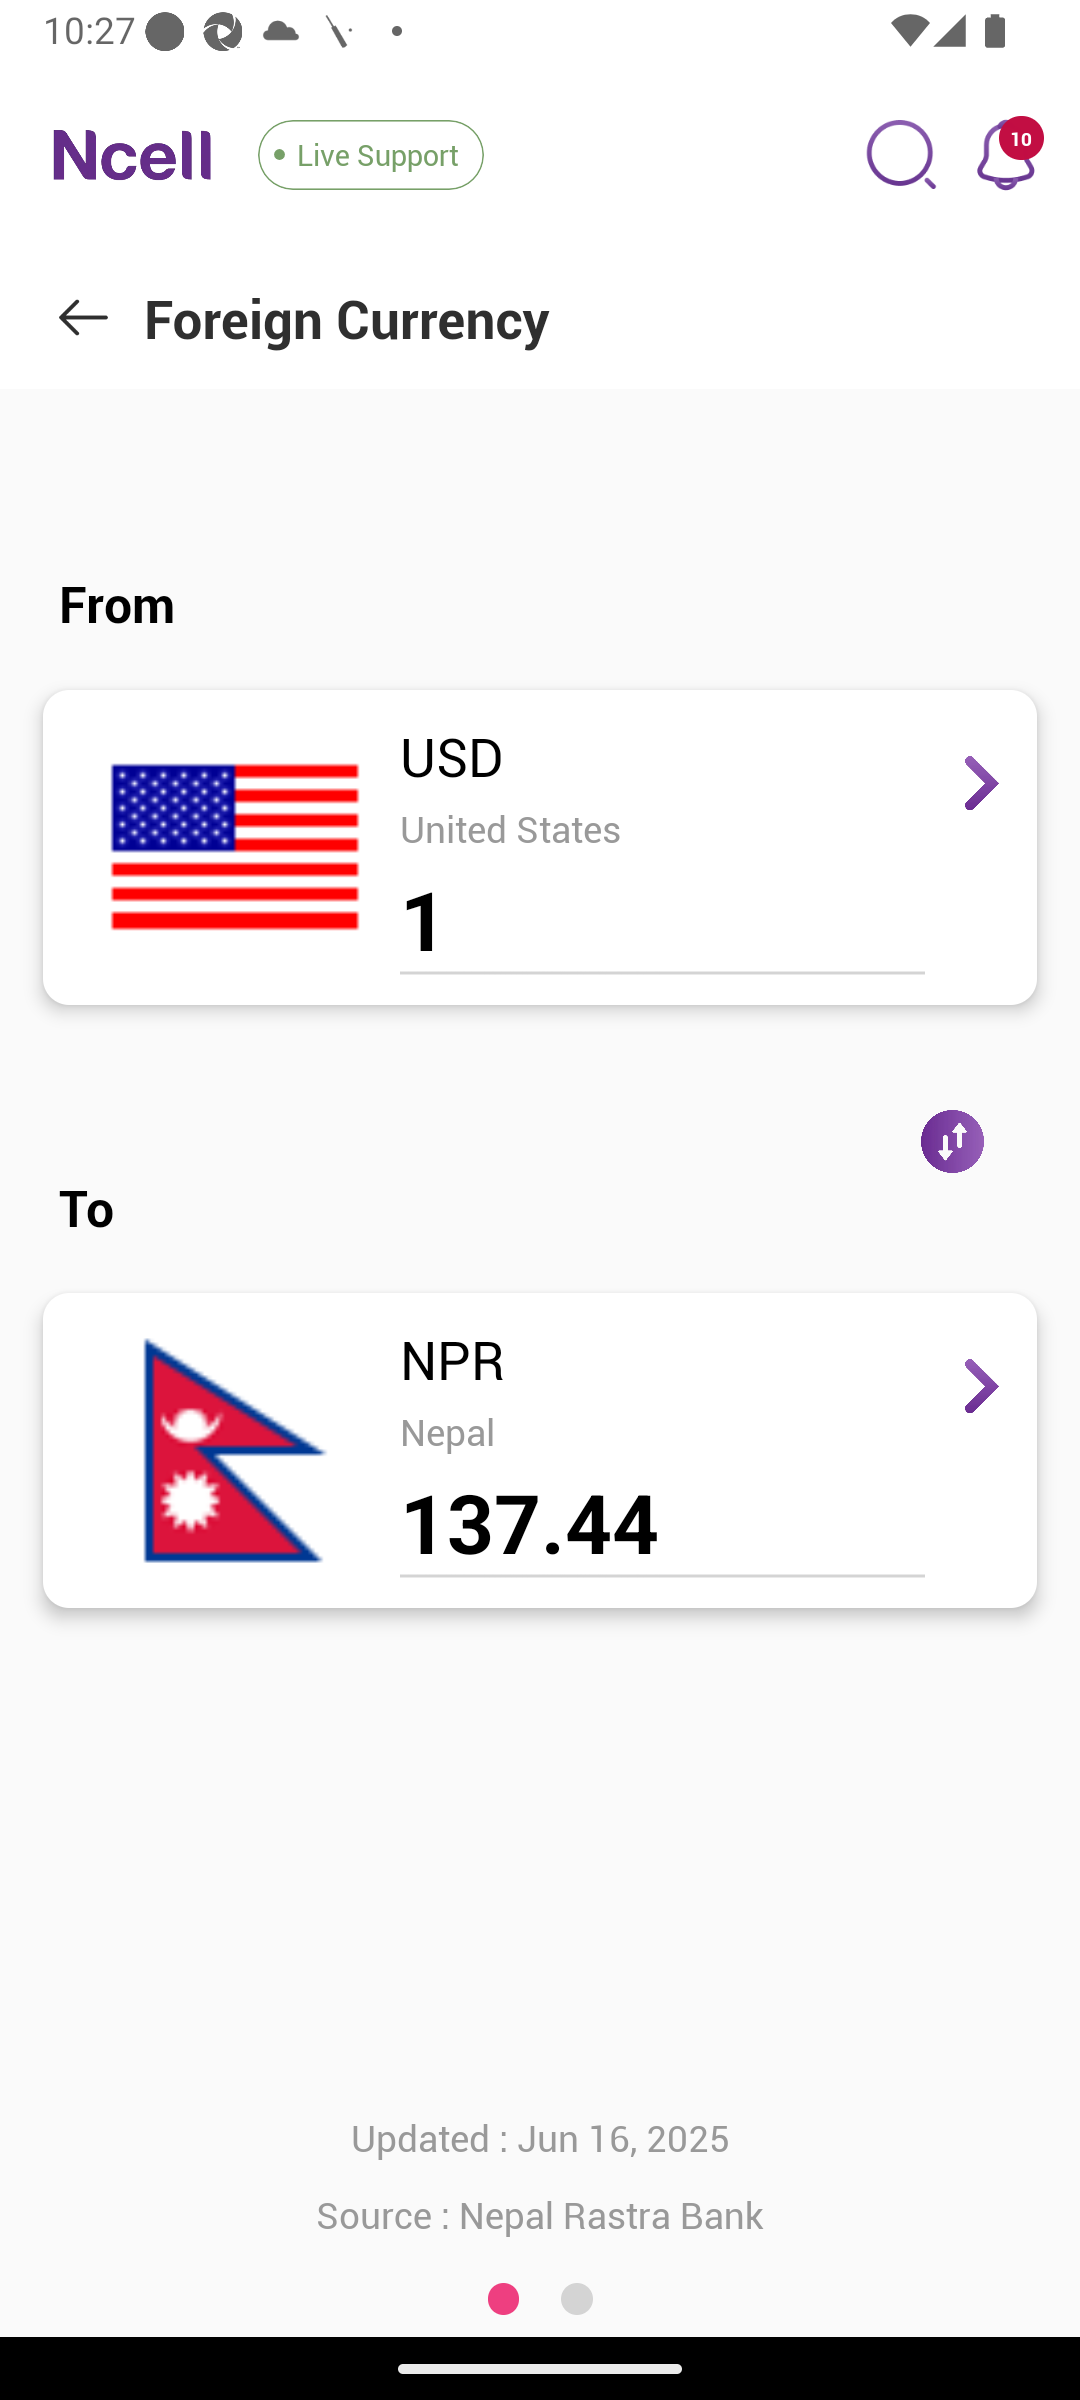 10:27
Ncell
Live Support
10
Foreign Currency
From
USD
United States
1
To
NPR
Nepal
137.44
Updated : Jun 16, 2025
Source : Nepal Rastra Bank